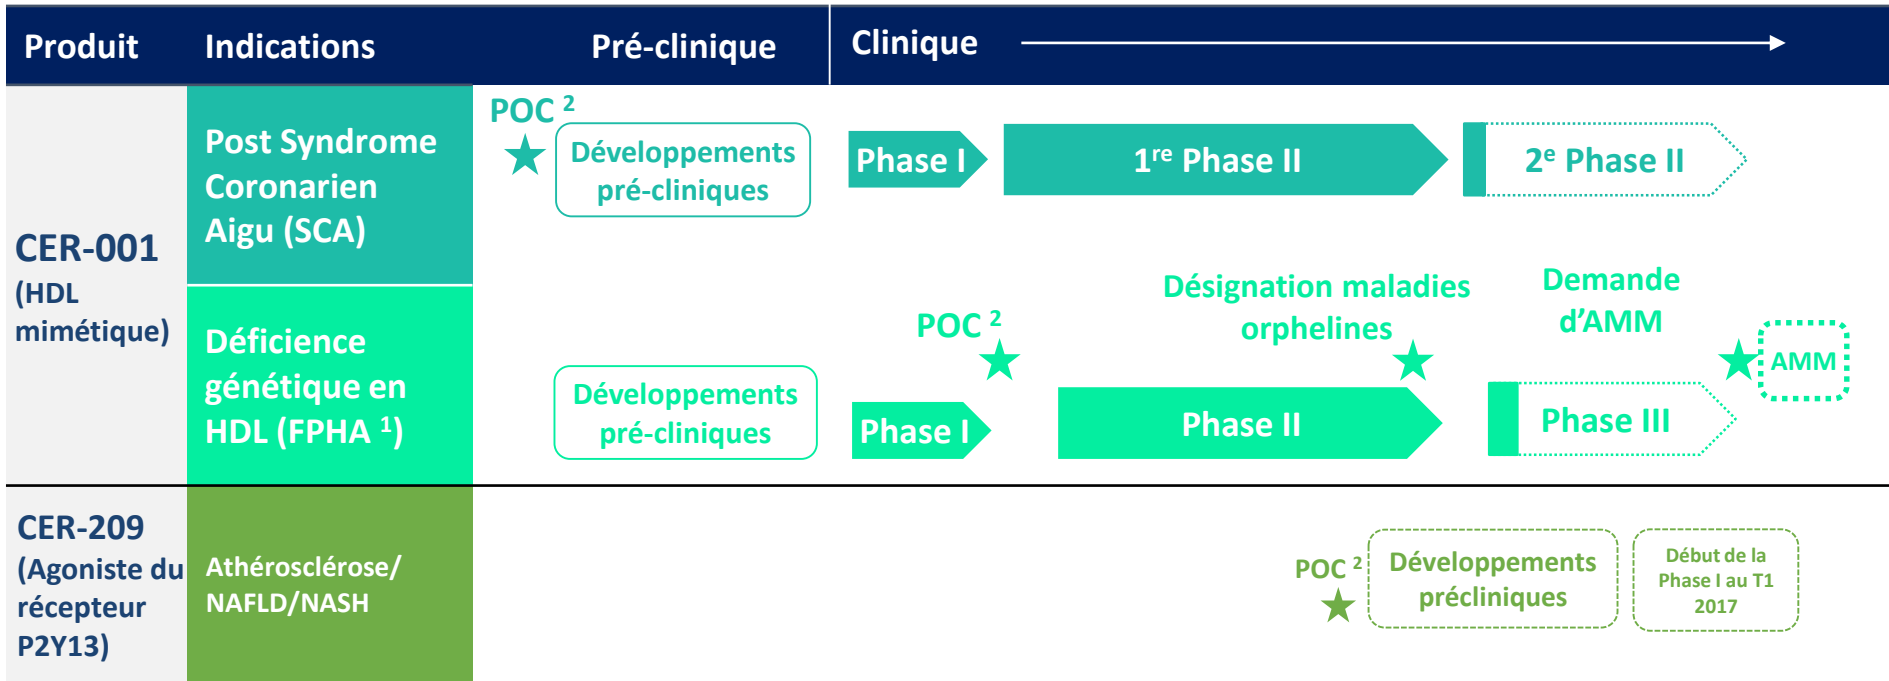 Produit
Indications
Pré-clinique
Clinique
CER-001
(HDL
mimétique)
Post Syndrome
Coronarien
Aigu (SCA)
POC ²
Développements
pré-cliniques
Phase I
1ʳᵉ Phase II
2ᵉ Phase II
Déficience
génétique en
HDL (FPHA ¹)
Développements
pré-cliniques
Phase I
POC ²
Phase II
Désignation maladies
orphelines
Phase III
Demande
d’AMM
AMM
CER-209
(Agoniste du
récepteur
P2Y13)
Athérosclérose/
NAFLD/NASH
POC ²
Développements
précliniques
Début de la
Phase I au T1
2017